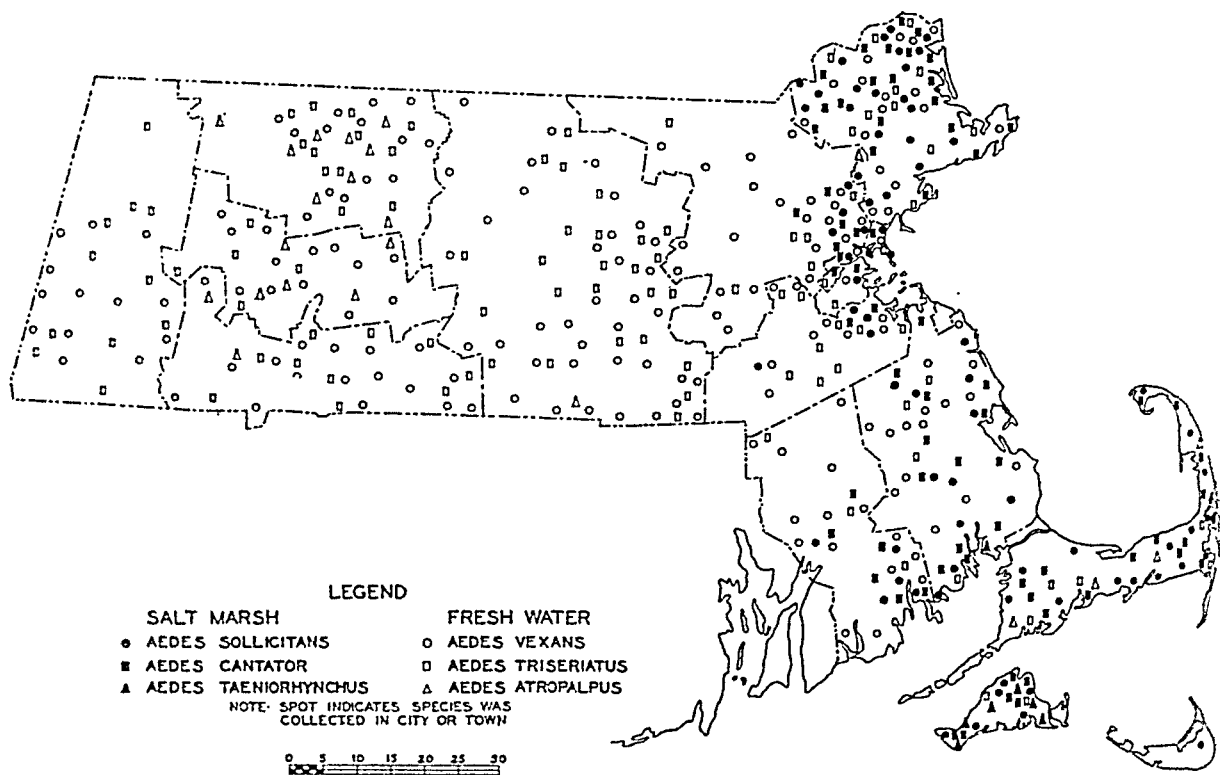 LEGEND
SALT MARSH FRESH WATER
AEDES SOLLICITANS AEDES VEXANS
AEDES CANTATOR AEDES TRISERIATUS
AEDES TAENIORHYNCHUS AEDES ATROPALPUS
NOTE- SPOT INDICATES SPECIES WAS
COLLECTED IN CITY OR TOWN
0 5 10 15 20 25 30